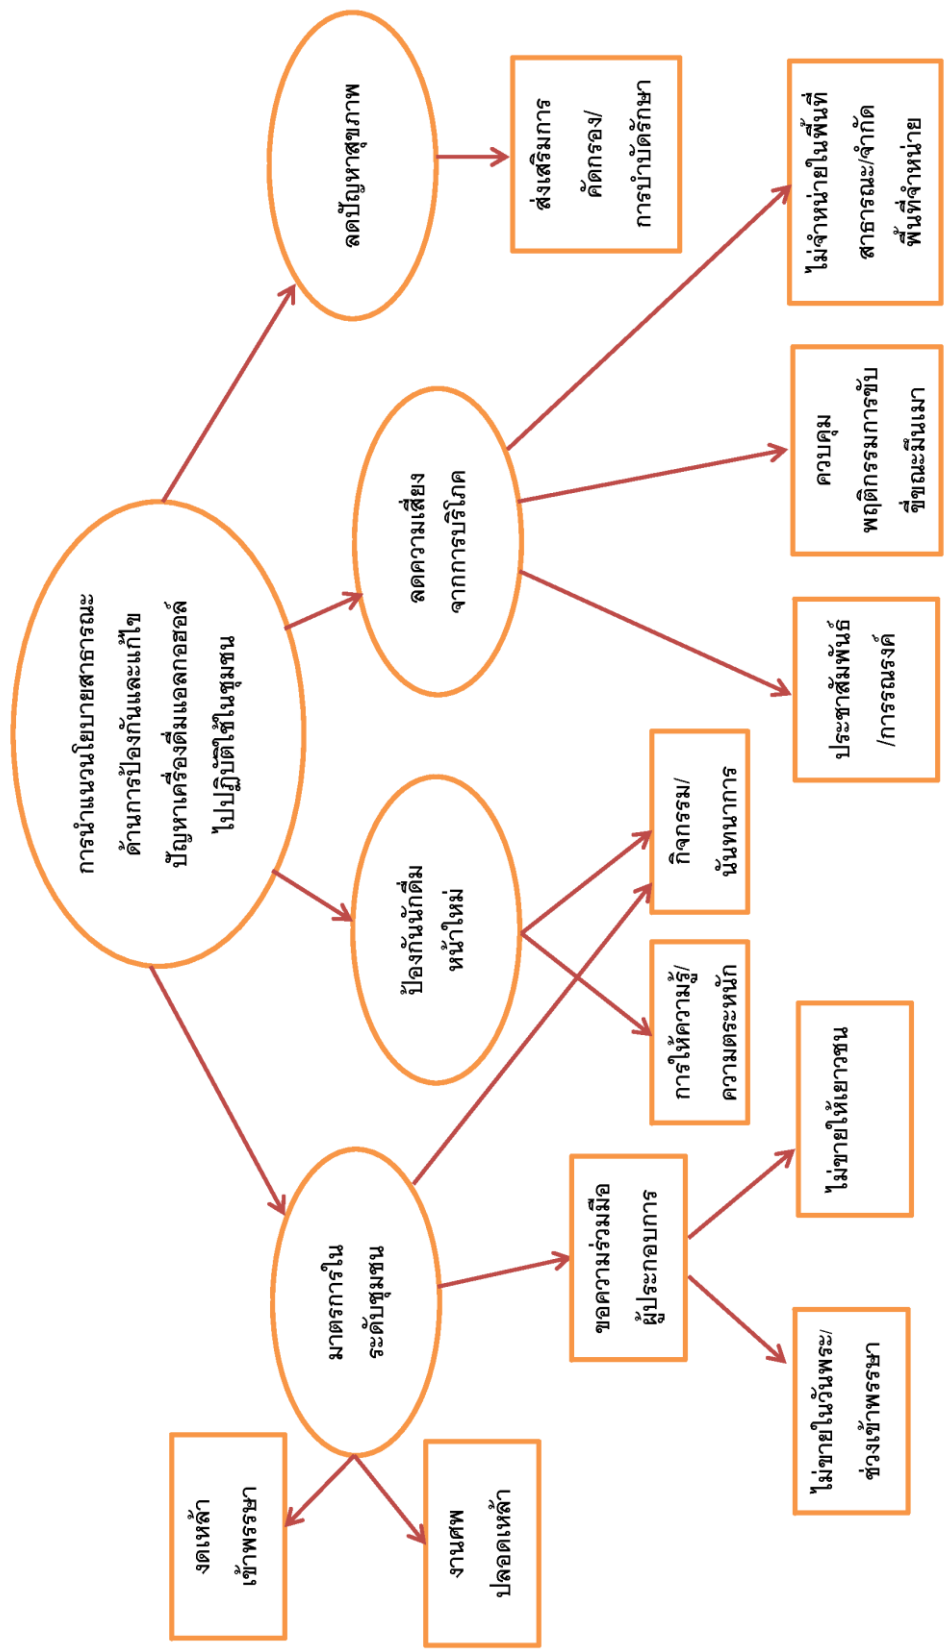 การนำแนวนโยบายสาธารณะ
ด้านการป้องกันและแก้ไข
ปัญหาเครื่องดื่มแอลกอฮอล์
ไปปฏิบัติใช้ในชุมชน
มาตรการใน
ระดับชุมชน
ป้องกันนักดื่ม
หน้าใหม่
ลดความเสี่ยง
จากการบริโภค
ลดปัญหาสุขภาพ
งดเหล้า
เข้าพรรษา
งานศพ
ปลอดเหล้า
ขอความร่วมมือ
ผู้ประกอบการ
การให้ความรู้/
ความตระหนัก
กิจกรรม/
นันทนาการ
ส่งเสริมการ
คัดกรอง/
การบำบัดรักษา
ไม่ขายในวันพระ/
ช่วงเข้าพรรษา
ไม่ขายให้เยาวชน
ประชาสัมพันธ์
/การรณรงค์
ควบคุม
พฤติกรรมการขับ
ขี่ขณะมึนเมา
ไม่จำหน่ายในพื้นที่
สาธารณะ/จำกัด
พื้นที่จำหน่าย